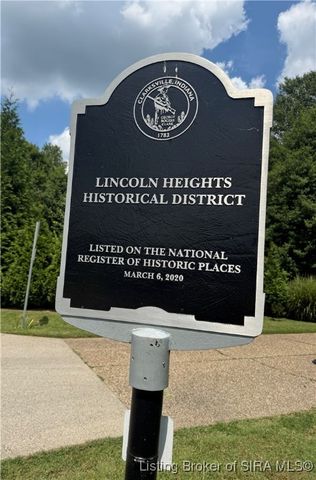 CLARKSVILLE, INDIANA
1783
LINCOLN HEIGHTS
HISTORICAL DISTRICT
LISTED ON THE NATIONAL
REGISTER OF HISTORIC PLACES
MARCH 6, 2020
Listing Broker of SIRA MLS©